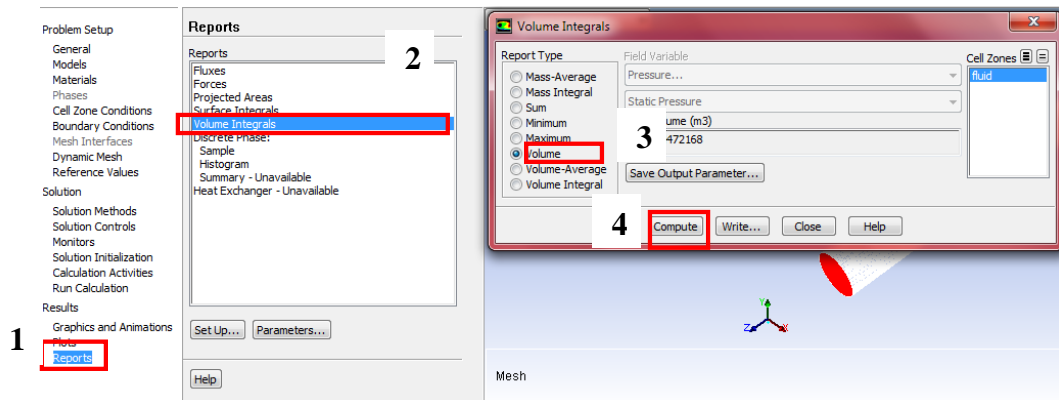 Problem Setup
General
Models
Materials
Phases
Cell Zone Conditions
Boundary Conditions
Mesh Interfaces
Dynamic Mesh
Reference Values
Solution
Solution Methods
Solution Controls
Monitors
Solution Initialization
Calculation Activities
Run Calculation
Results
Graphics and Animations
Plots
1
Reports
Reports
2
Reports
Fluxes
Forces
Projected Areas
Surface Integrals
Volume Integrals
Discrete Phase:
Sample
Histogram
Summary - Unavailable
Heat Exchanger - Unavailable
Set Up... Parameters...
Help
Volume Integrals
Report Type
Mass-Average
Mass Integral
Sum
Minimum
Maximum
Volume
Volume-Average
Volume Integral
Field Variable
Pressure...
Static Pressure
ume (m3)
3
472168
Save Output Parameter...
Cell Zones
fluid
4
Compute Write... Close Help
Y
Z X
Mesh